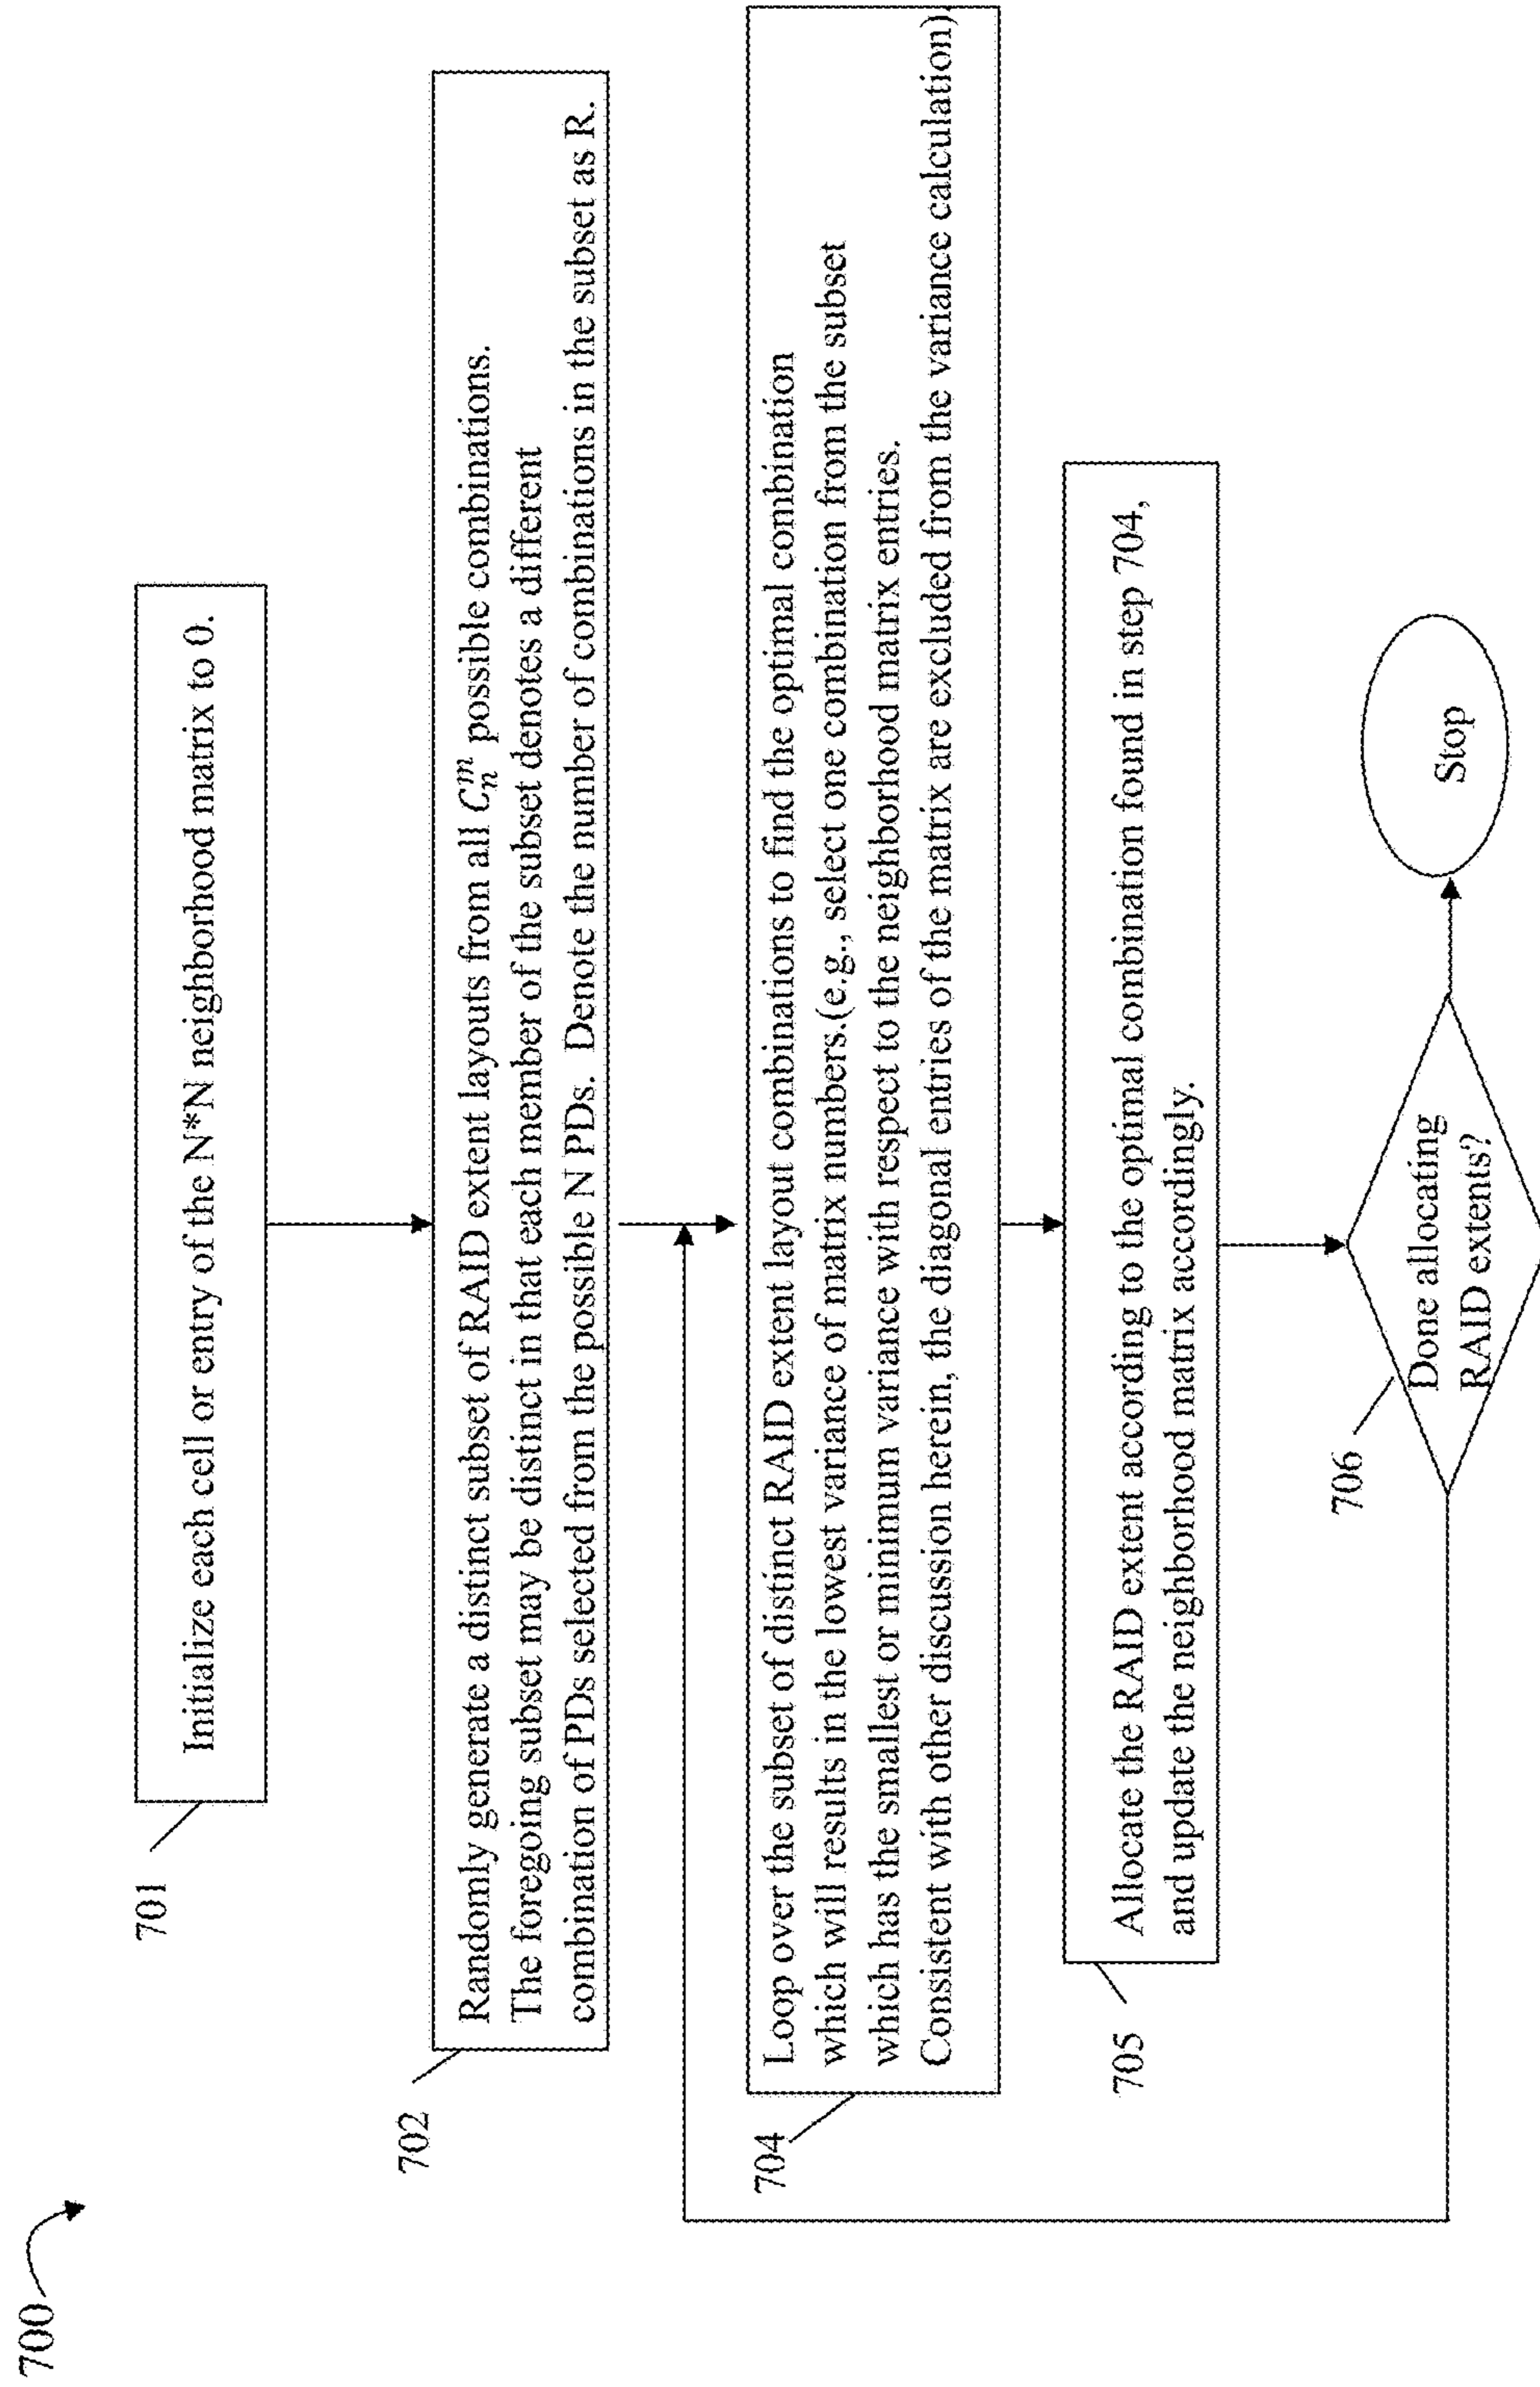 700
701
Initialize each cell or entry of the N*N neighborhood matrix to 0.
702
Randomly generate a distinct subset of RAID extent layouts from all C_n^m possible combinations.
The foregoing subset may be distinct in that each member of the subset denotes a different
combination of PDs selected from the possible N PDs. Denote the number of combinations in the subset as R.
704
Loop over the subset of distinct RAID extent layout combinations to find the optimal combination
which will results in the lowest variance of matrix numbers.(e.g., select one combination from the subset
which has the smallest or minimum variance with respect to the neighborhood matrix entries.
Consistent with other discussion herein, the diagonal entries of the matrix are excluded from the variance calculation)
705
Allocate the RAID extent according to the optimal combination found in step 704,
and update the neighborhood matrix accordingly.
706
Done allocating
RAID extents?
Stop